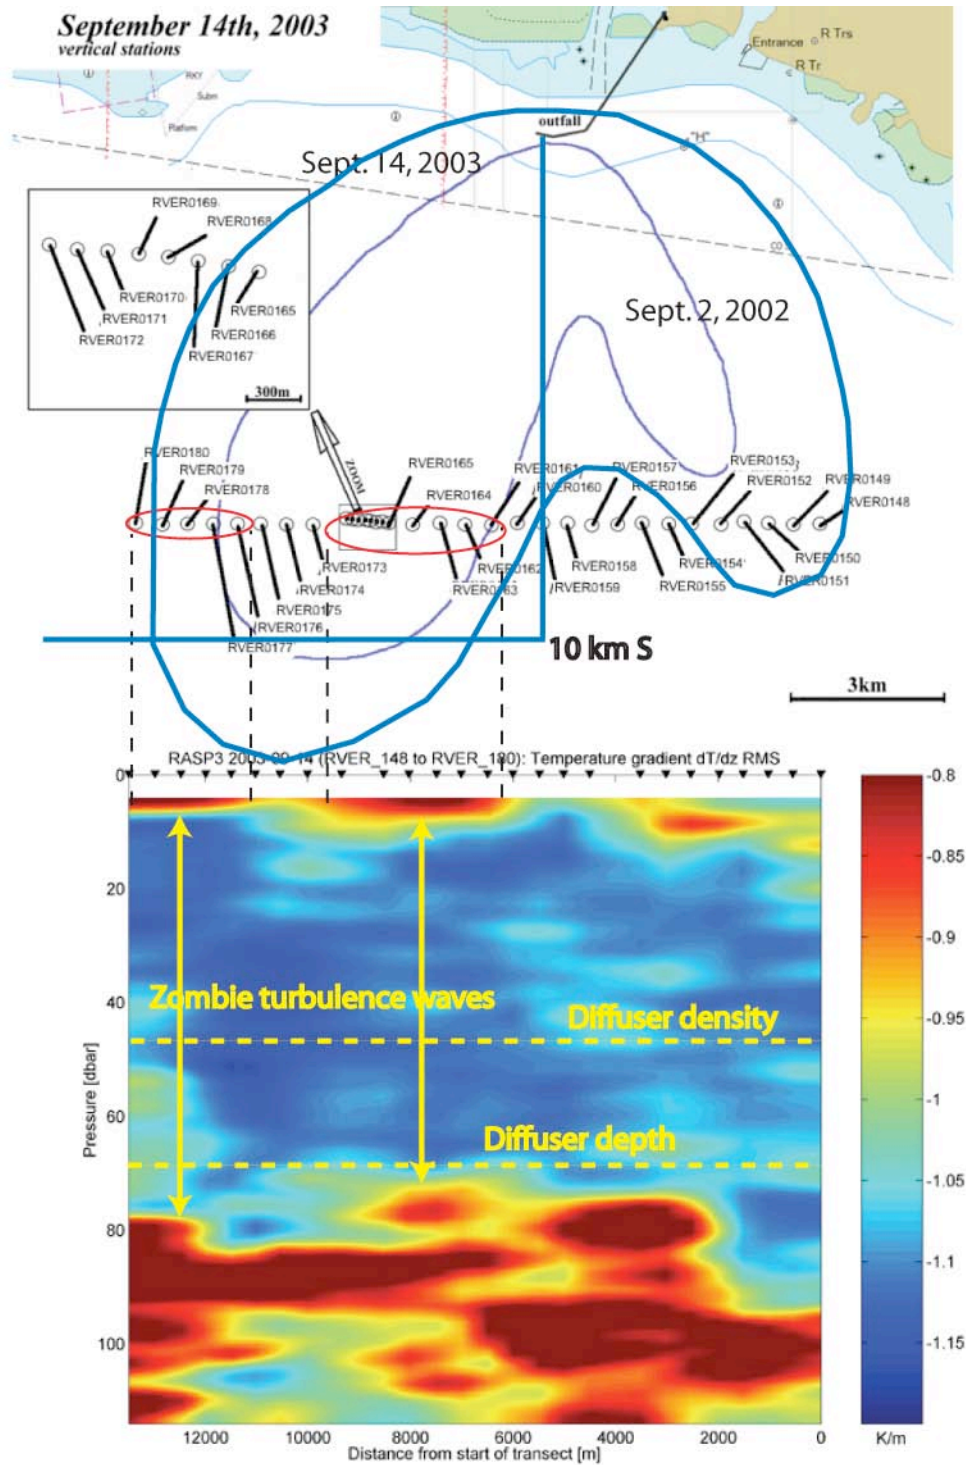 September 14th, 2003
vertical stations
Entrance
R Trs
R Tr
Subm
Platform
outfall
"H"
Sept. 14, 2003
RVER0169
RVER0168
RVER0170
RVER0165
RVER0171
RVER0166
RVER0172
RVER0167
300m
Sept. 2, 2002
ZOOM
RVER0180
RVER0179
RVER0178
RVER0165
RVER0164
RVER0161
RVER0160
RVER0157
RVER0156
RVER0153
RVER0152
RVER0149
RVER0148
RVER0173
RVER0162
RVER0158
RVER0154
RVER0150
RVER0174
RVER0163
RVER0159
RVER0155
RVER0151
RVER0175
RVER0176
RVER0177
10 km S
3km
RASP3 2003-09-14 (RVER_148 to RVER_180): Temperature gradient dT/dz RMS
0
20
40
60
80
100
Pressure [dbar]
Zombie turbulence waves
Diffuser density
Diffuser depth
12000 10000 8000 6000 4000 2000 0
Distance from start of transect [m]
-0.8
-0.85
-0.9
-0.95
-1
-1.05
-1.1
-1.15
K/m